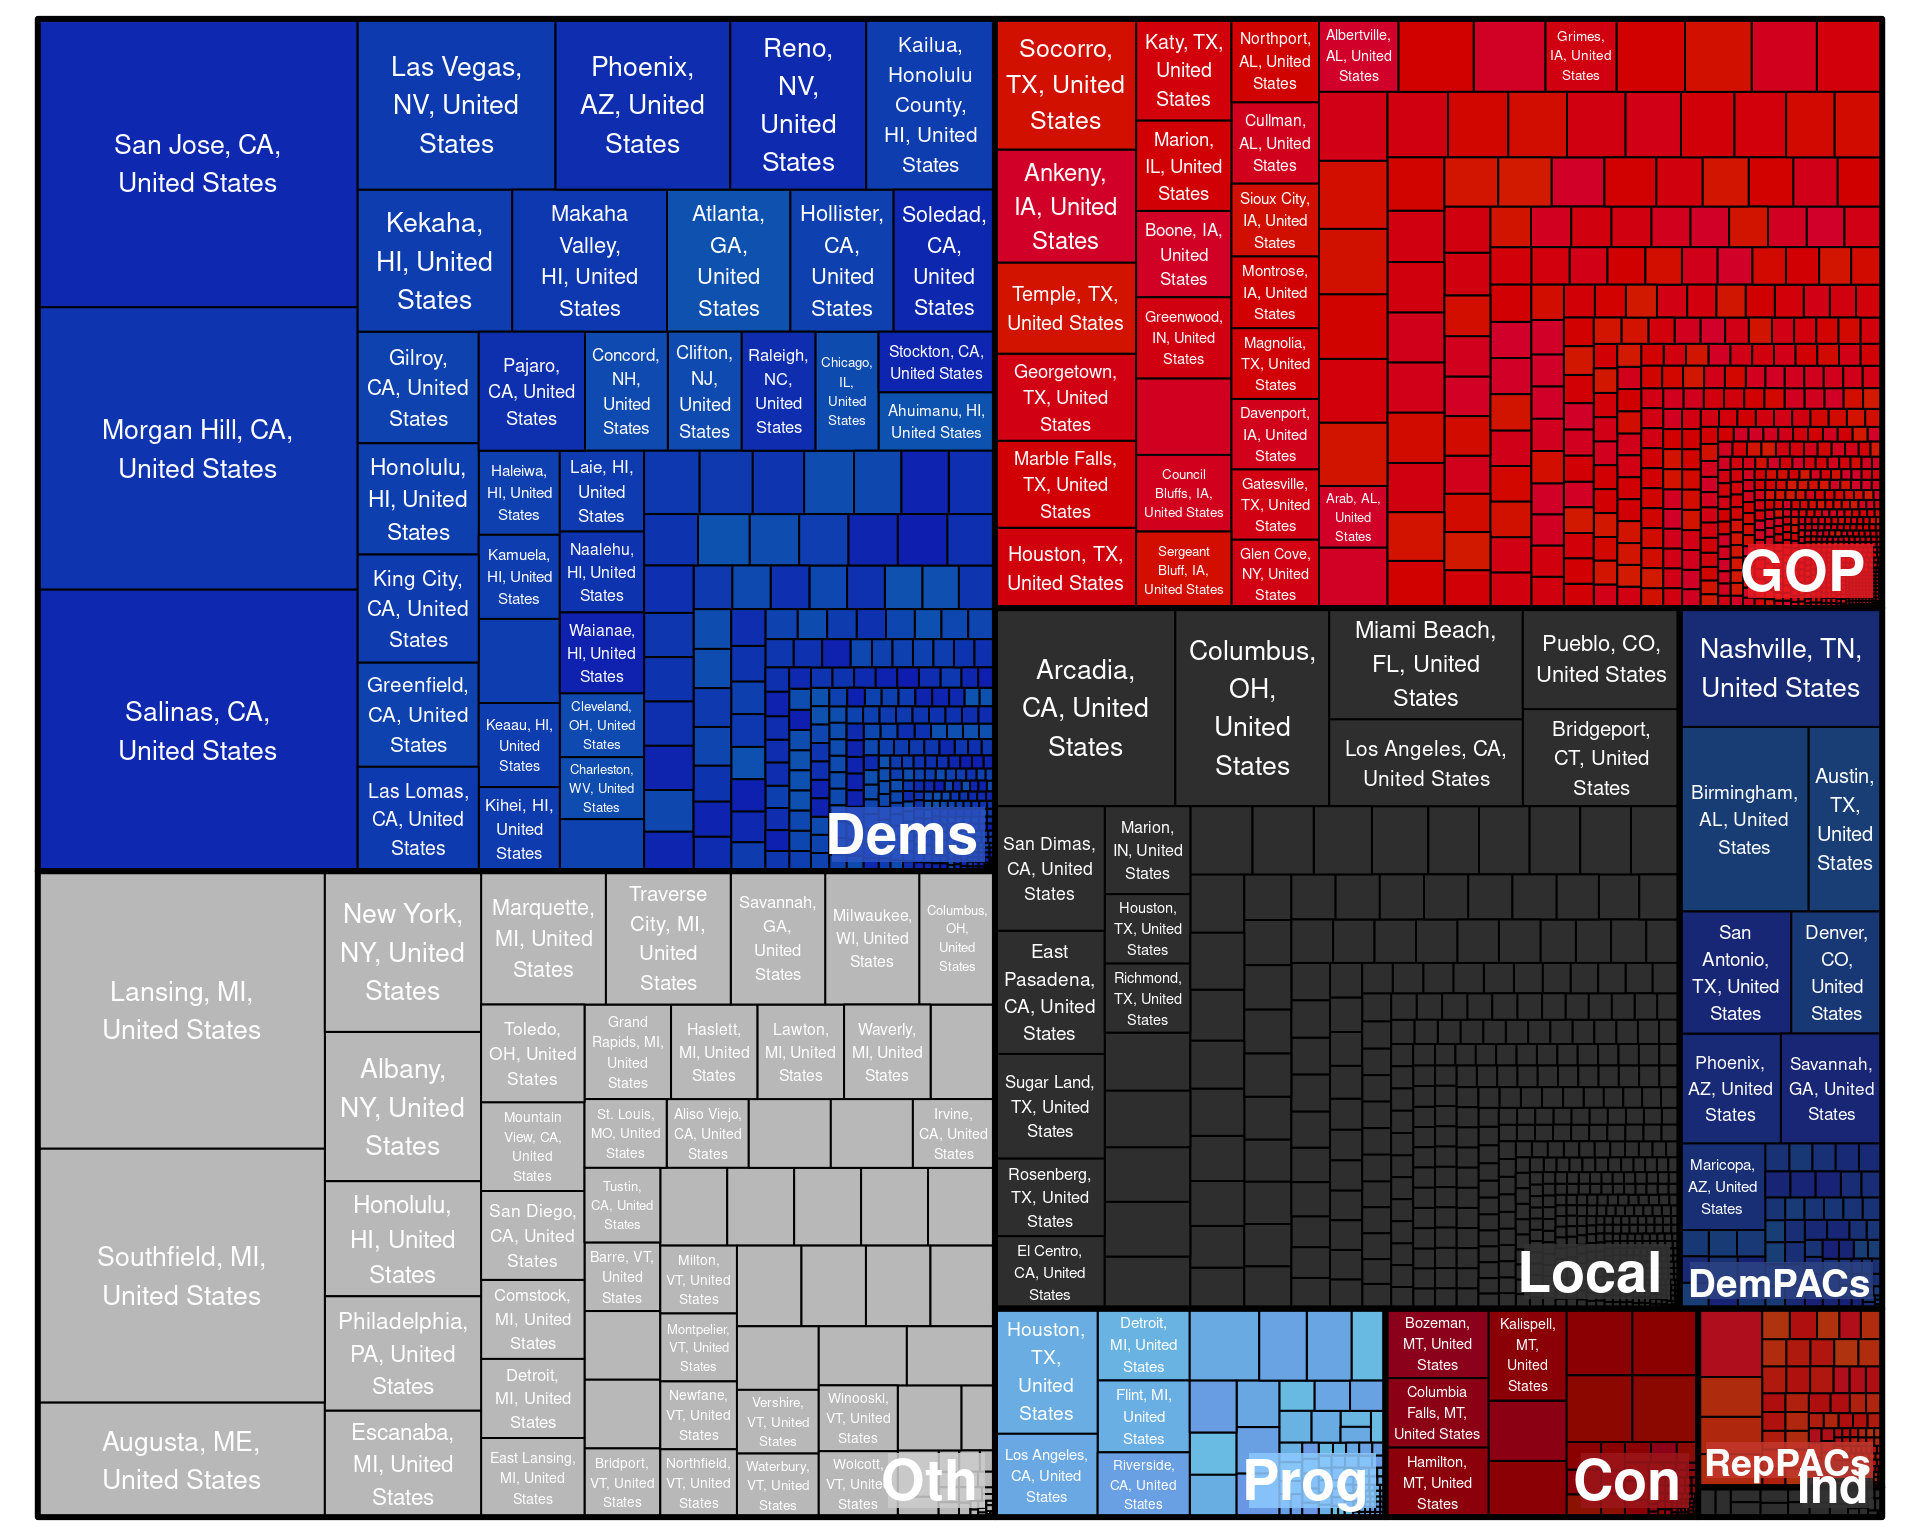 San Jose, CA,
United States
Morgan Hill, CA,
United States
Salinas, CA,
United States
Las Vegas,
NV, United
States
Phoenix,
AZ, United
States
Reno,
NV,
United
States
Kailua,
Honolulu
County,
HI, United
States
Kekaha,
HI, United
States
Makaha
Valley,
HI, United
States
Atlanta,
GA,
United
States
Hollister,
CA,
United
States
Soledad,
CA,
United
States
Gilroy,
CA, United
States
Pajaro,
CA, United
States
Concord,
NH,
United
States
Clifton,
NJ,
United
States
Raleigh,
NC,
United
States
Chicago,
IL,
United
States
Stockton, CA,
United States
Ahuimanu, HI,
United States
Honolulu,
HI, United
States
King City,
CA, United
States
Greenfield,
CA, United
States
Las Lomas,
CA, United
States
Haleiwa,
HI, United
States
Kamuela,
HI, United
States
Keaau, HI,
United
States
Kihei, HI,
United
States
Laie, HI,
United
States
Naalehu,
HI, United
States
Waianae,
HI, United
States
Cleveland,
OH, United
States
Charleston,
WV, United
States
Dems
Socorro,
TX, United
States
Ankeny,
IA, United
States
Temple, TX,
United States
Georgetown,
TX, United
States
Marble Falls,
TX, United
States
Houston, TX,
United States
Katy, TX,
United
States
Marion,
IL, United
States
Boone, IA,
United
States
Greenwood,
IN, United
States
Council
Bluffs, IA,
United States
Sergeant
Bluff, IA,
United States
Northport,
AL, United
States
Cullman,
AL, United
States
Sioux City,
IA, United
States
Montrose,
IA, United
States
Magnolia,
TX, United
States
Davenport,
IA, United
States
Gatesville,
TX, United
States
Glen Cove,
NY, United
States
Albertville,
AL, United
States
Grimes,
IA, United
States
Arab, AL,
United
States
GOP
Lansing, MI,
United States
Southfield, MI,
United States
Augusta, ME,
United States
New York,
NY, United
States
Albany,
NY, United
States
Honolulu,
HI, United
States
Philadelphia,
PA, United
States
Escanaba,
MI, United
States
Marquette,
MI, United
States
Traverse
City, MI,
United
States
Savannah,
GA,
United
States
Milwaukee,
WI, United
States
Columbus,
OH,
United
States
Toledo,
OH, United
States
Mountain
View, CA,
United
States
San Diego,
CA, United
States
Comstock,
MI, United
States
Detroit,
MI, United
States
East Lansing,
MI, United
States
Grand
Rapids, MI,
United
States
Haslett,
MI, United
States
Lawton,
MI, United
States
Waverly,
MI, United
States
St. Louis,
MO, United
States
Aliso Viejo,
CA, United
States
Irvine,
CA, United
States
Tustin,
CA, United
States
Barre, VT,
United
States
Bridport,
VT, United
States
Milton,
VT, United
States
Montpelier,
VT, United
States
Newfane,
VT, United
States
Northfield,
VT, United
States
Vershire,
VT, United
States
Waterbury,
VT, United
States
Winooski,
VT, United
States
Wolcott,
VT, United
States
Oth
Arcadia,
CA, United
States
Columbus,
OH,
United
States
Miami Beach,
FL, United
States
Los Angeles, CA,
United States
Pueblo, CO,
United States
Bridgeport,
CT, United
States
San Dimas,
CA, United
States
East
Pasadena,
CA, United
States
Sugar Land,
TX, United
States
Rosenberg,
TX, United
States
El Centro,
CA, United
States
Marion,
IN, United
States
Houston,
TX, United
States
Richmond,
TX, United
States
Local
Nashville, TN,
United States
Birmingham,
AL, United
States
Austin,
TX,
United
States
San
Antonio,
TX, United
States
Denver,
CO,
United
States
Phoenix,
AZ, United
States
Savannah,
GA, United
States
Maricopa,
AZ, United
States
DemPACs
Houston,
TX,
United
States
Los Angeles,
CA, United
States
Detroit,
MI, United
States
Flint, MI,
United
States
Riverside,
CA, United
States
Prog
Bozeman,
MT, United
States
Columbia
Falls, MT,
United States
Hamilton,
MT, United
States
Kalispell,
MT,
United
States
Con
RepPACs
Ind